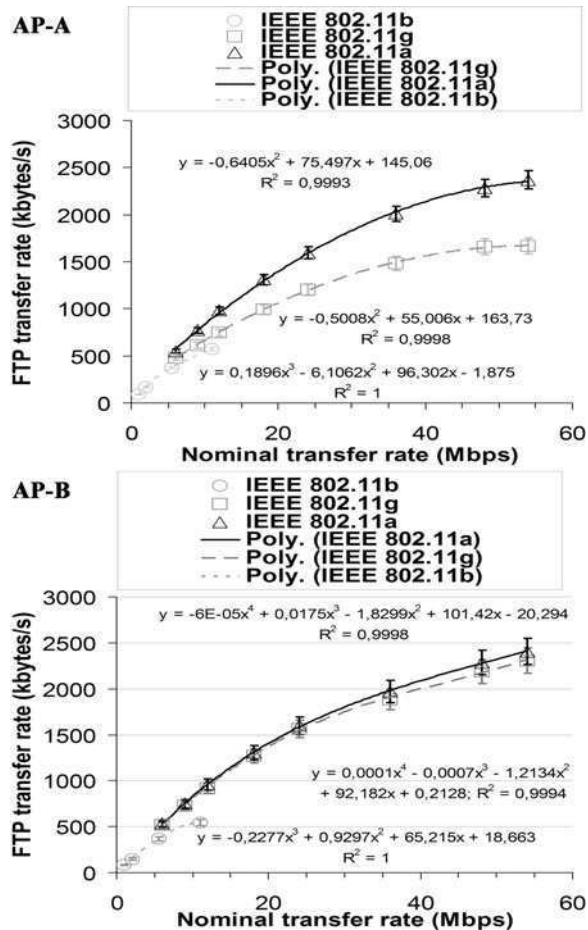 AP-A
IEEE 802.11b
IEEE 802.11g
IEEE 802.11a
Poly. (IEEE 802.11g)
Poly. (IEEE 802.11a)
Poly. (IEEE 802.11b)
FTP transfer rate (kbytes/s)
3000
2500
2000
1500
1000
500
0
y = -0,6405x² + 75,497x + 145,06
R² = 0,9993
y = -0,5008x² + 55,006x + 163,73
R² = 0,9998
y = 0,1896x³ - 6,1062x² + 96,302x - 1,875
R² = 1
0 20 40 60
Nominal transfer rate (Mbps)
AP-B
IEEE 802.11b
IEEE 802.11g
IEEE 802.11a
Poly. (IEEE 802.11a)
Poly. (IEEE 802.11g)
Poly. (IEEE 802.11b)
FTP transfer rate (kbytes/s)
3000
2500
2000
1500
1000
500
0
y = -6E-05x⁴ + 0,0175x³ - 1,8299x² + 101,42x - 20,294
R² = 0,9998
y = 0,0001x⁴ - 0,0007x³ - 1,2134x²
+ 92,182x + 0,2128; R² = 0,9994
y = -0,2277x³ + 0,9297x² + 65,215x + 18,663
R² = 1
0 20 40 60
Nominal transfer rate (Mbps)